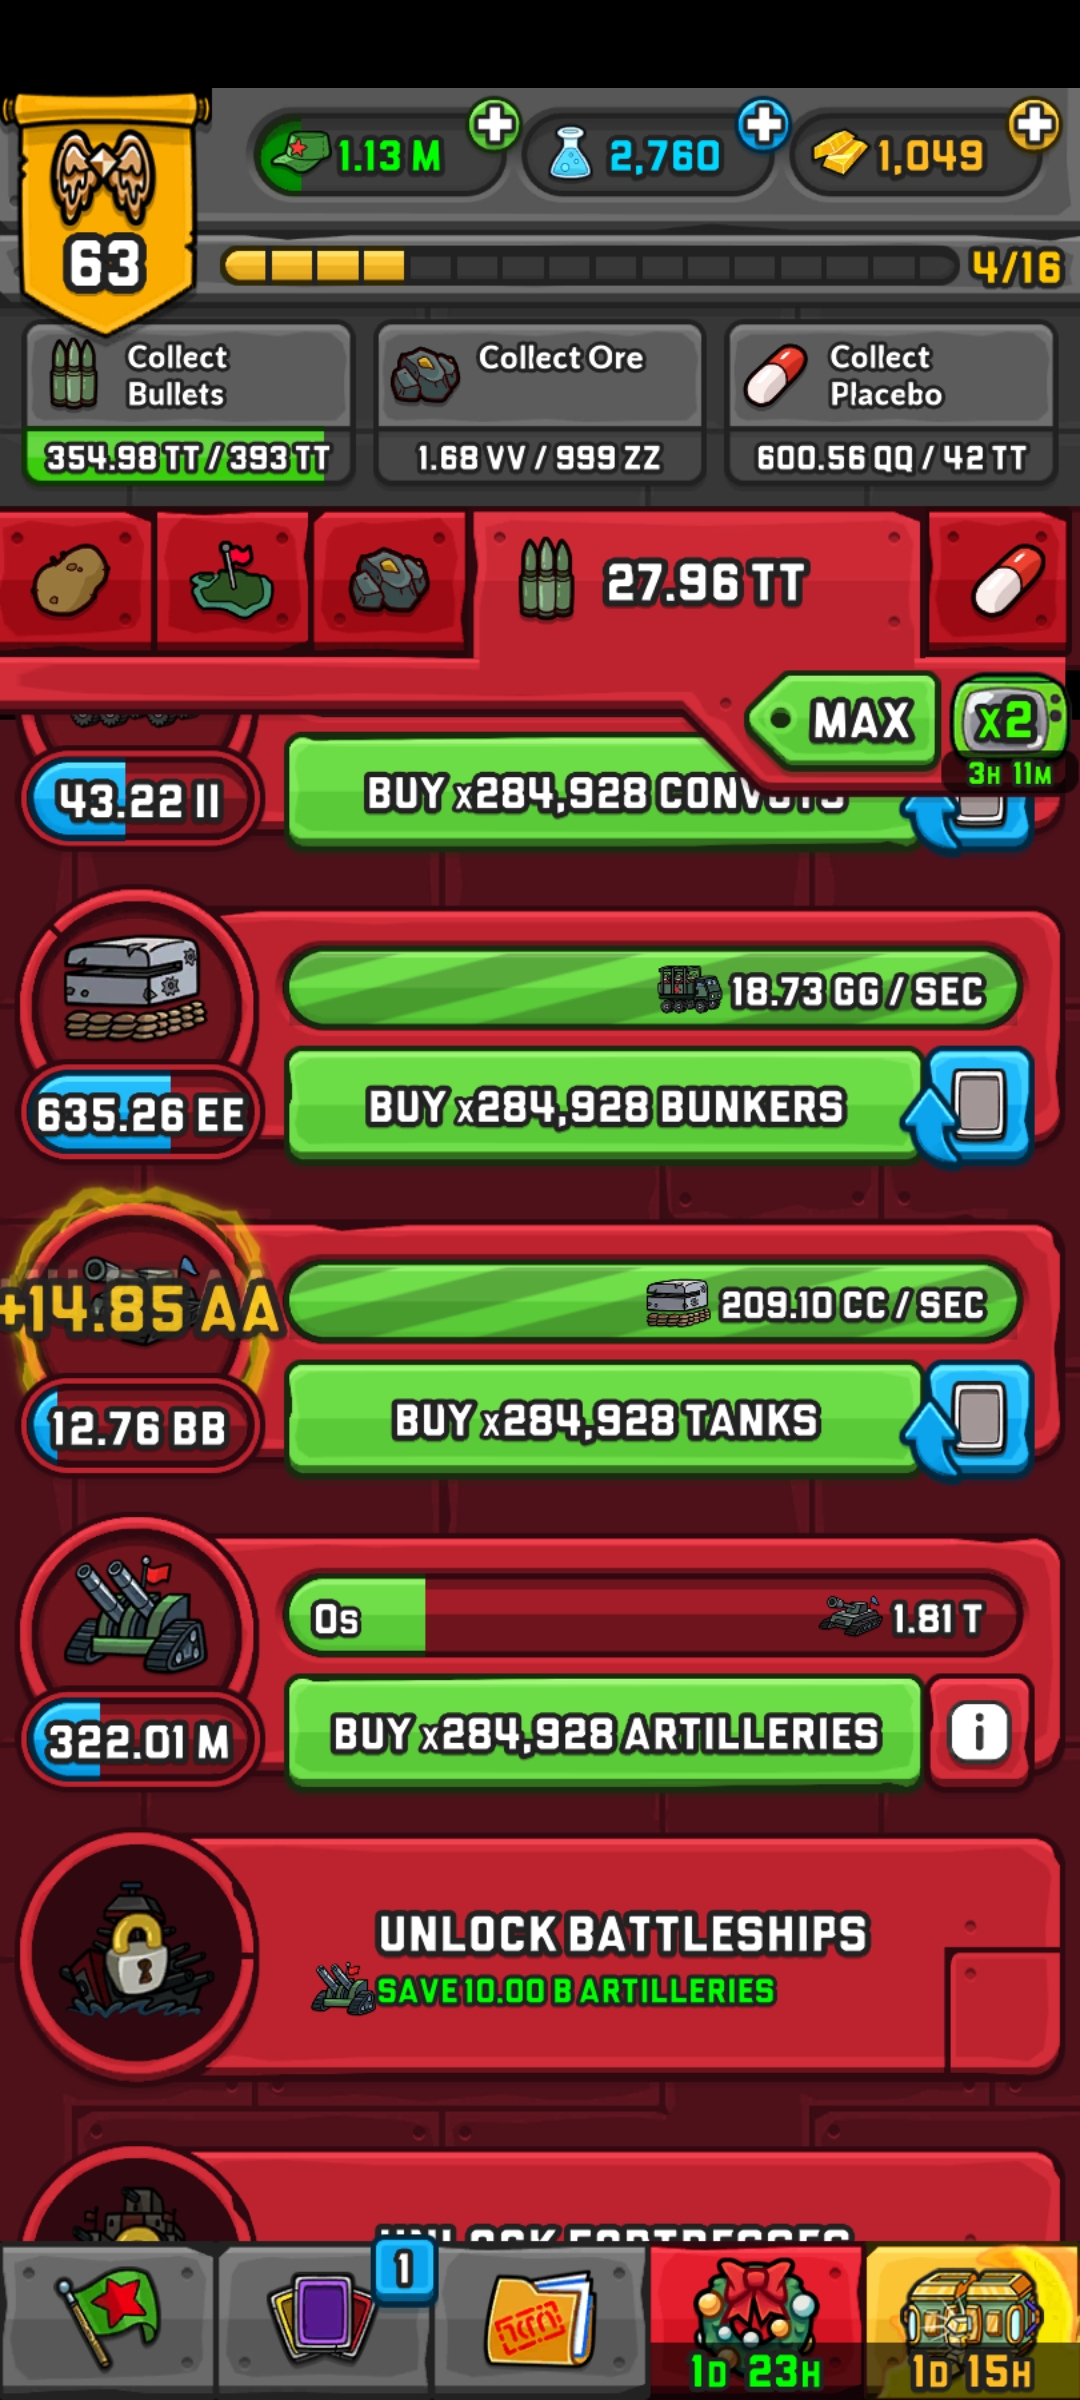 1.13 M
2,760
1,049
63
4/16
Collect
Bullets
354.98 TT / 393 TT
Collect Ore
1.68 VV / 999 ZZ
Collect
Placebo
600.56 QQ / 42 TT
27.96 TT
MAX
x2
3H 11M
43.22 II
BUY x284,928 CONVOYS
18.73 GG / SEC
635.26 EE
BUY x284,928 BUNKERS
+14.85 AA
209.10 CC / SEC
12.76 BB
BUY x284,928 TANKS
0s
1.81 T
322.01 M
BUY x284,928 ARTILLERIES
i
UNLOCK BATTLESHIPS
SAVE 10.00 B ARTILLERIES
UNLOCK FORTRESSES
1
1D 23H
1D 15H